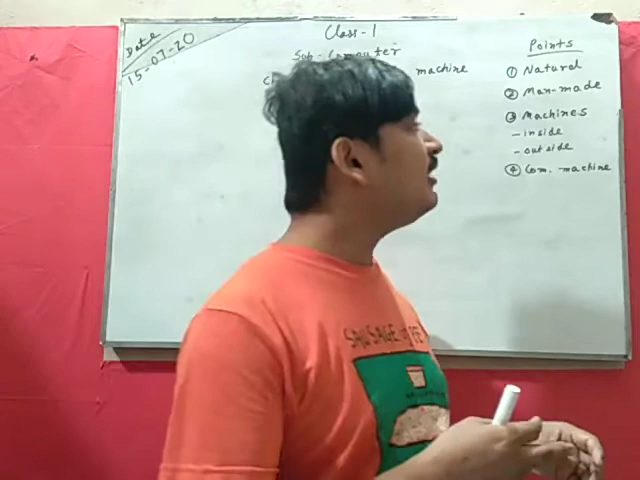 Date
15-07-20
Class-1
Sub-Computer
machine
Points
① Natural
② Man-made
③ Machines
- inside
- outside
④ Com. machine
SAUSAGE